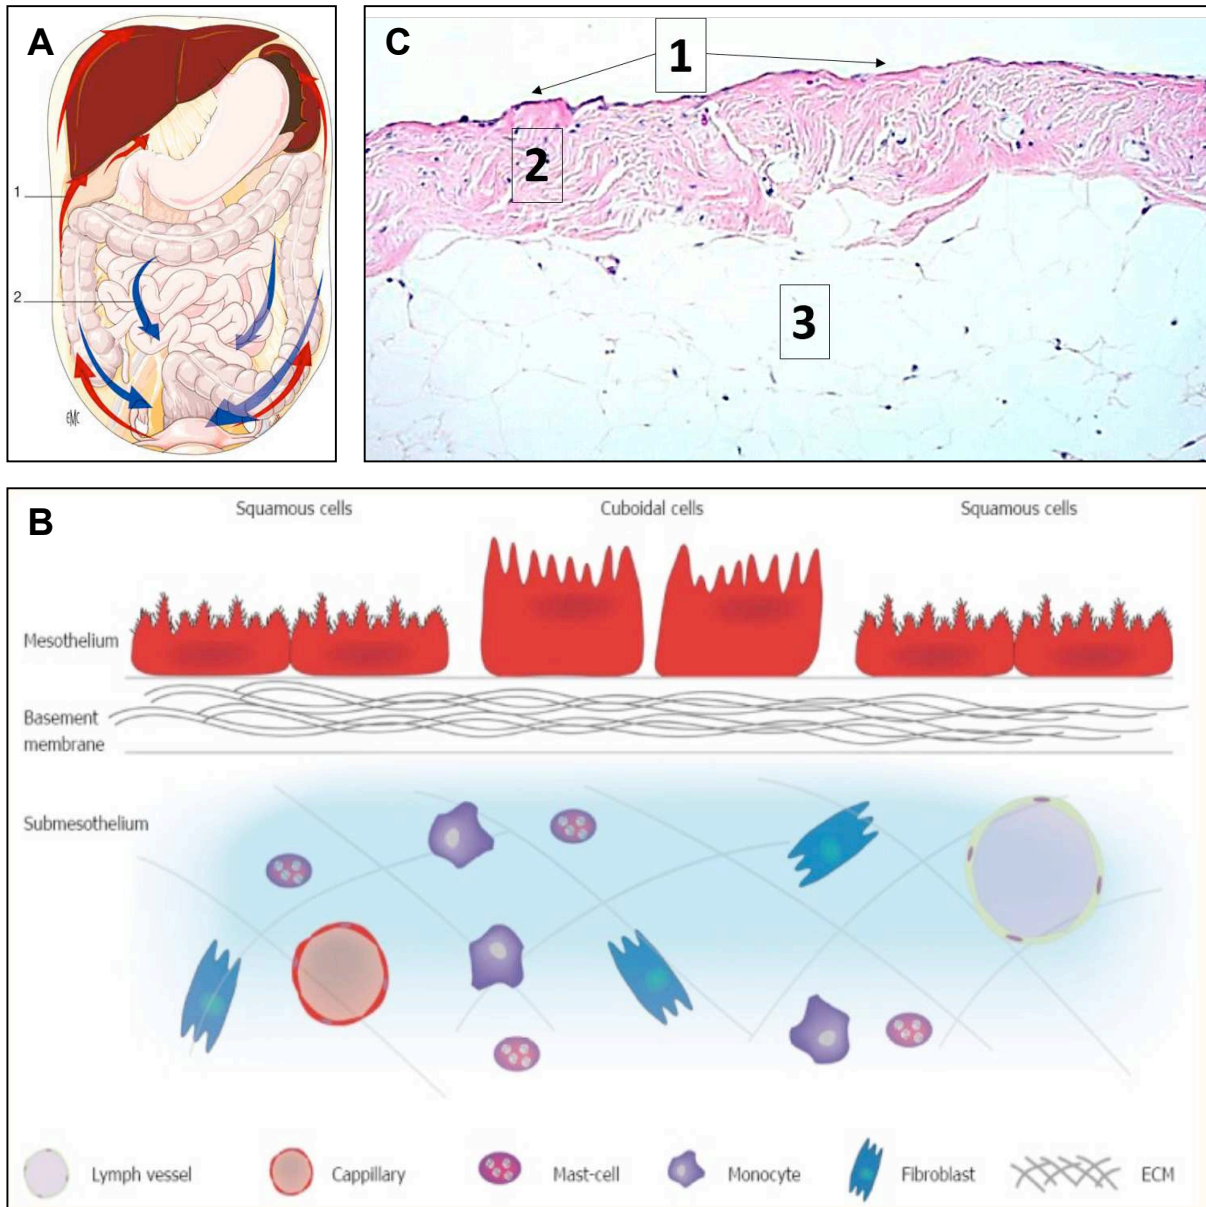 A
1
2
EMC
C
1
2
3
B
Squamous cells
Cuboidal cells
Squamous cells
Mesothelium
Basement
membrane
Submesothelium
Lymph vessel
Cappillary
Mast-cell
Monocyte
Fibroblast
ECM